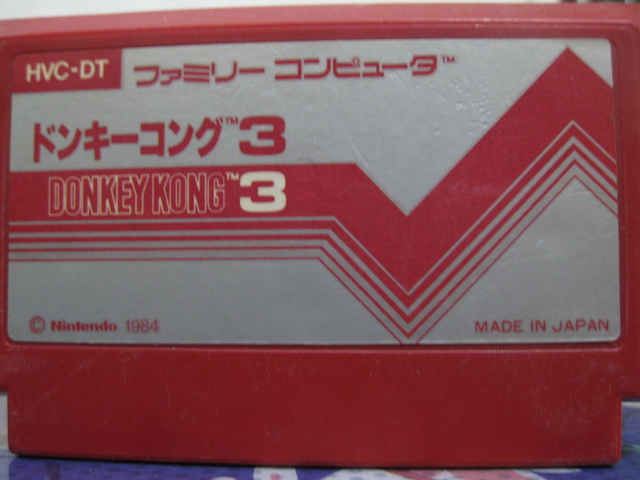 HVC-DT ファミリー コンピュータ™
ドンキーコング™3
DONKEY KONG™3
© Nintendo 1984
MADE IN JAPAN